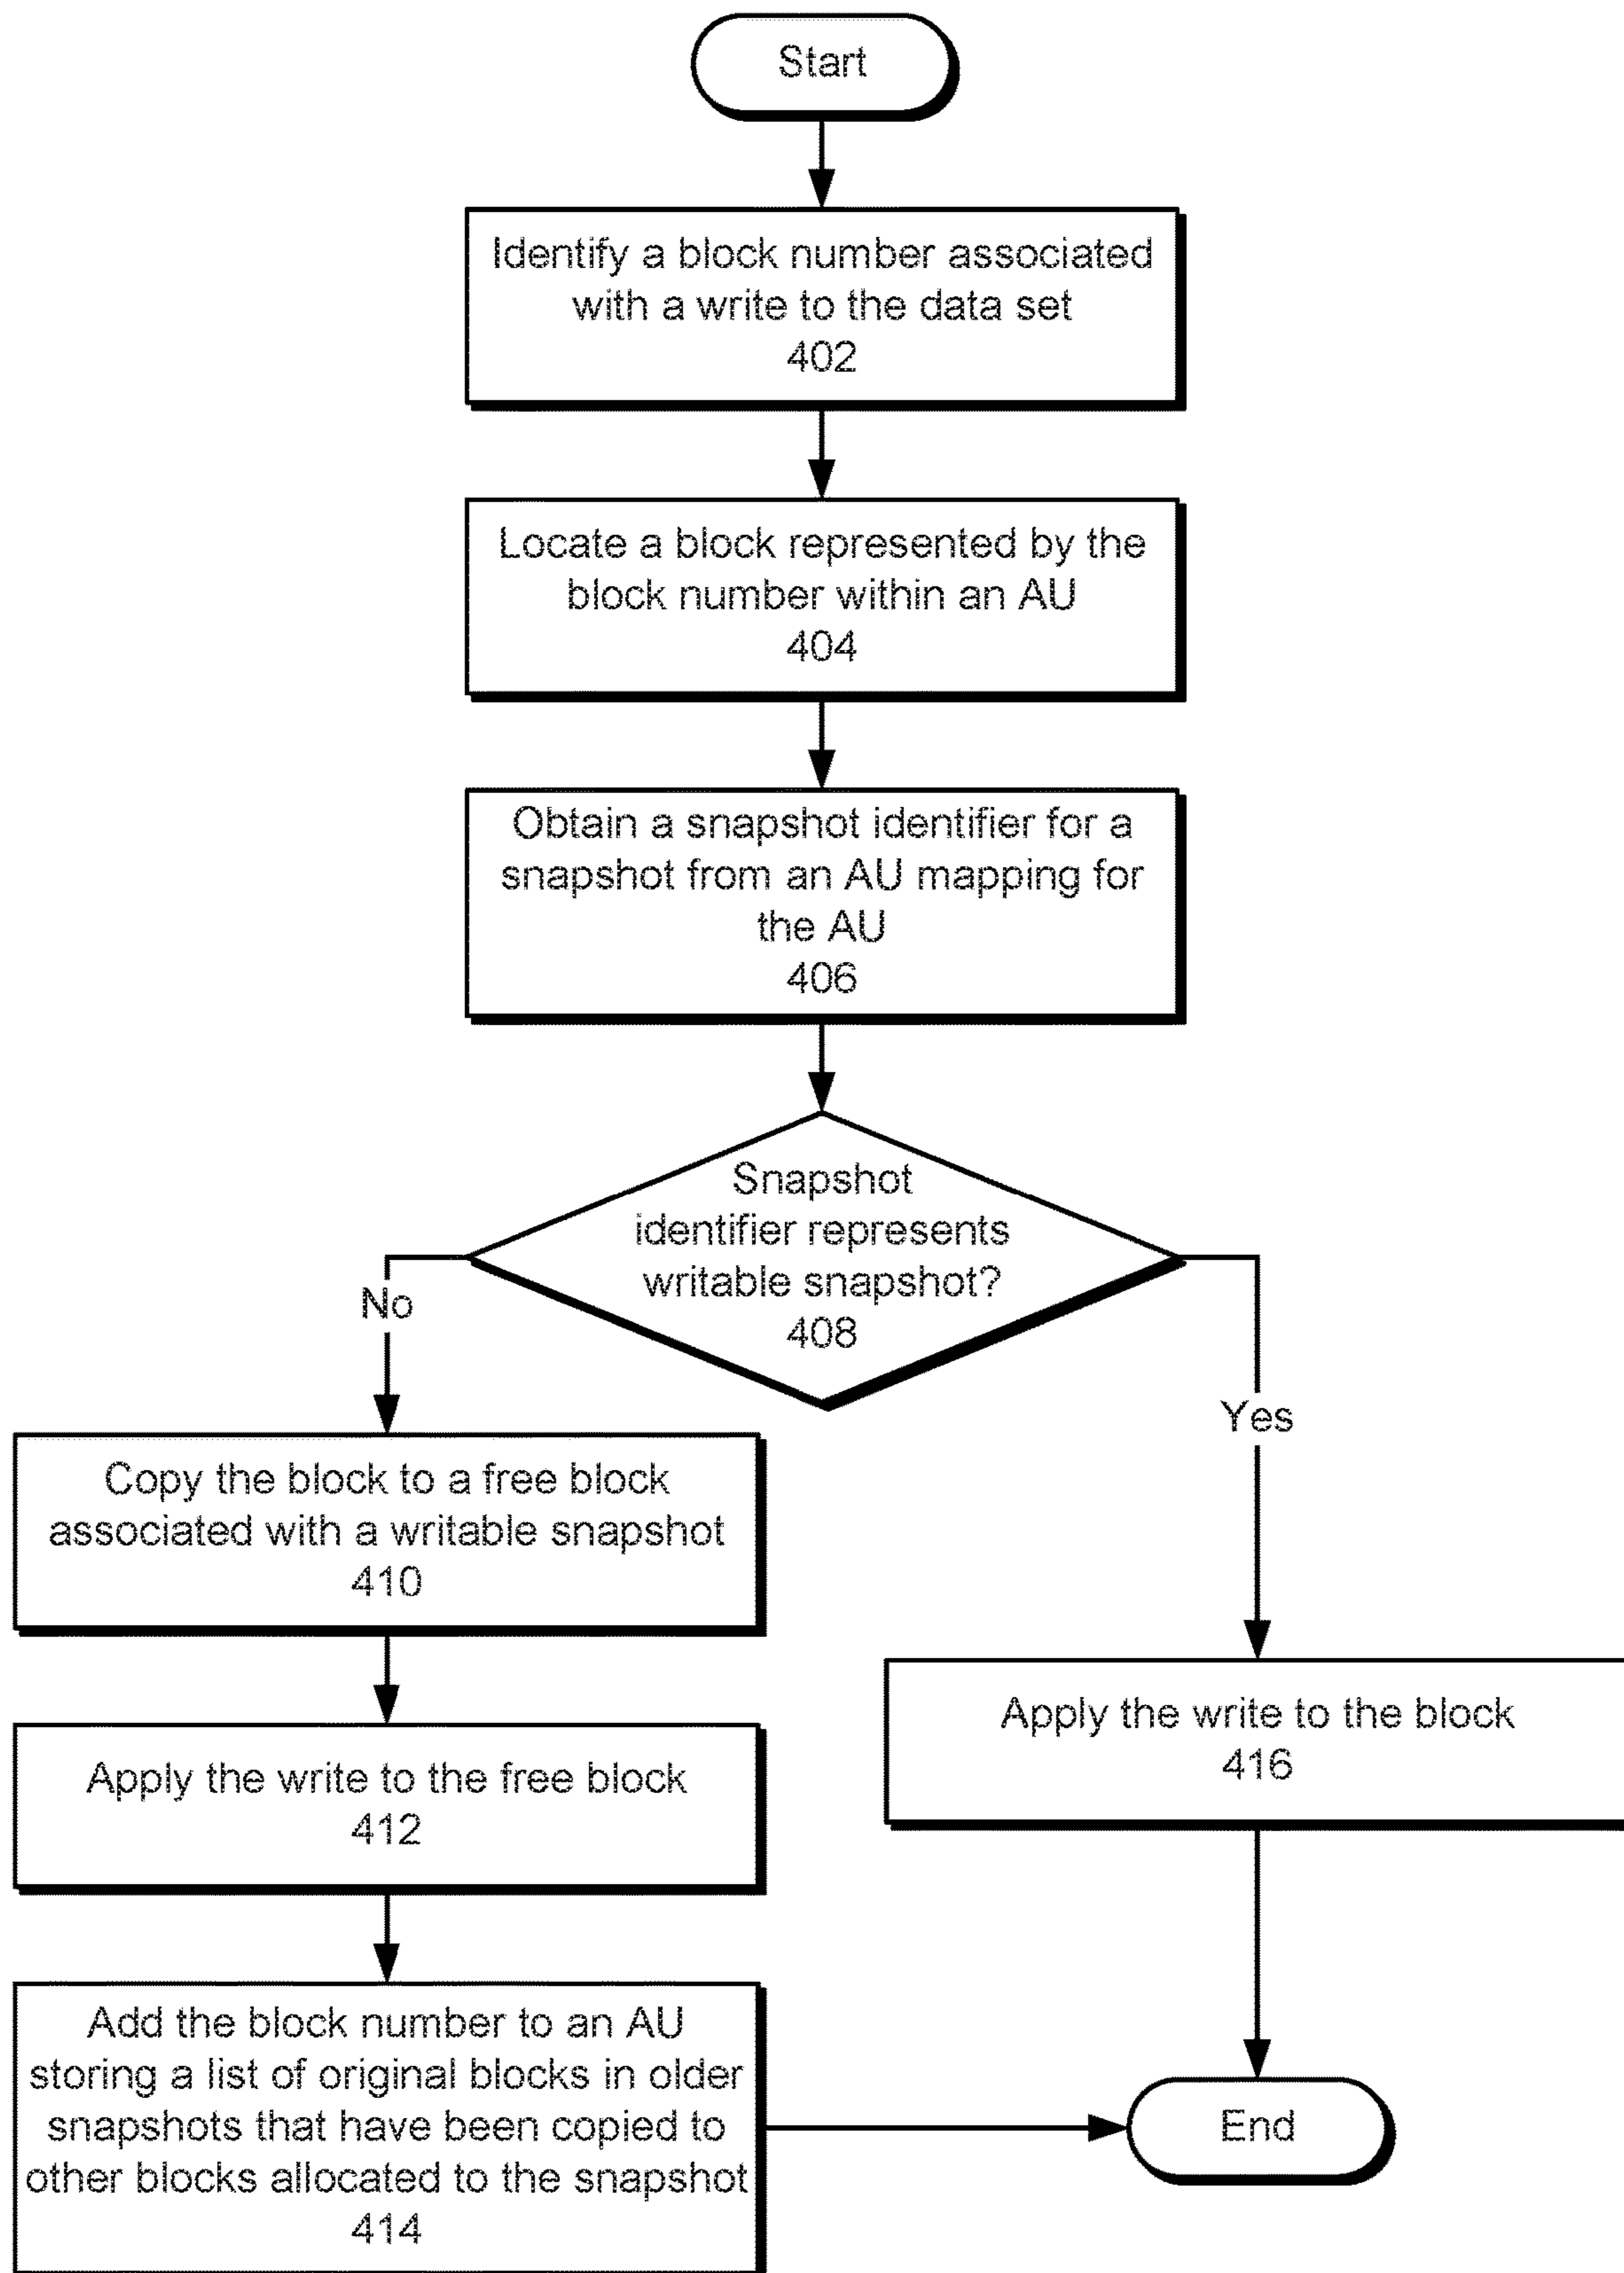 Start
Identify a block number associated
with a write to the data set
402
Locate a block represented by the
block number within an AU
404
Obtain a snapshot identifier for a
snapshot from an AU mapping for
the AU
406
Snapshot
identifier represents
writable snapshot?
408
No
Yes
Copy the block to a free block
associated with a writable snapshot
410
Apply the write to the free block
412
Apply the write to the block
416
Add the block number to an AU
storing a list of original blocks in older
snapshots that have been copied to
other blocks allocated to the snapshot
414
End